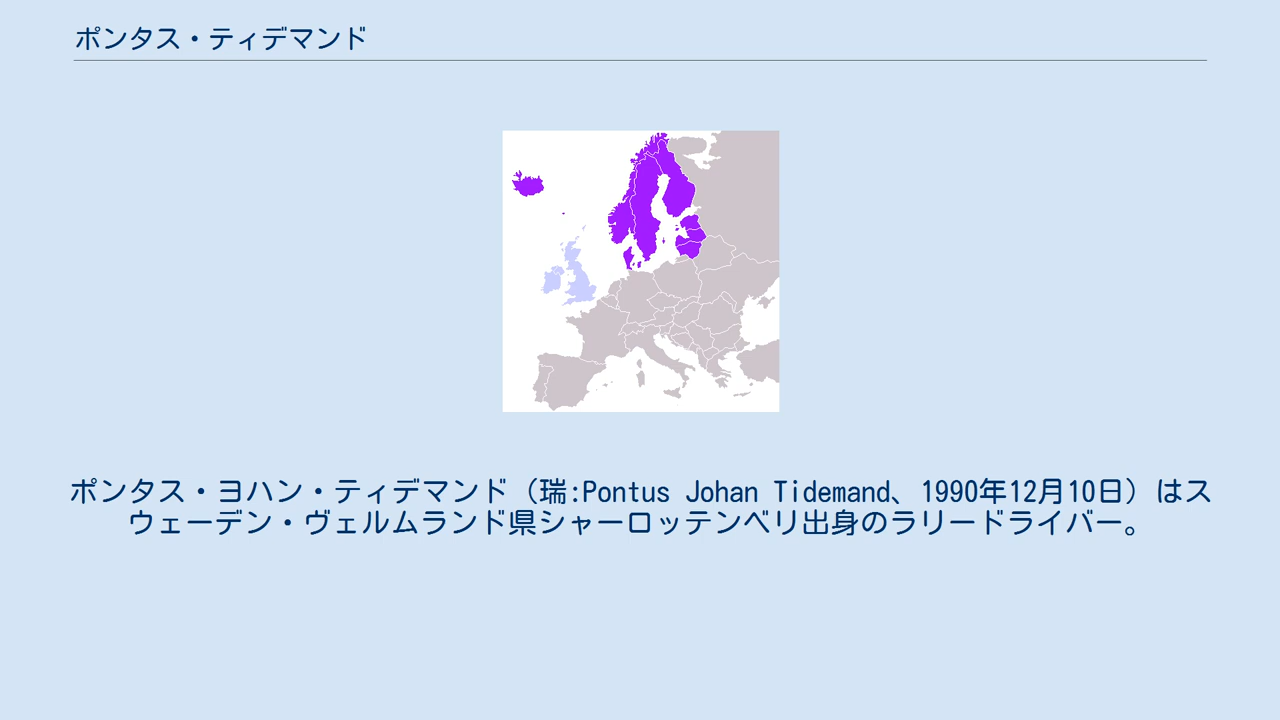 ポンタス・ティデマンド
ポンタス・ヨハン・ティデマンド（瑞:Pontus Johan Tidemand、1990年12月10日）はス
ウェーデン・ヴェルムランド県シャーロッテンベリ出身のラリードライバー。